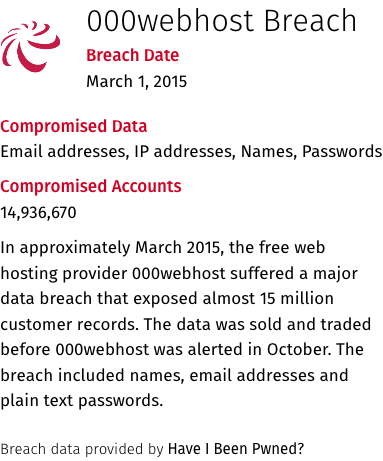 000webhost Breach
Breach Date
March 1, 2015
Compromised Data
Email addresses, IP addresses, Names, Passwords
Compromised Accounts
14,936,670
In approximately March 2015, the free web
hosting provider 000webhost suffered a major
data breach that exposed almost 15 million
customer records. The data was sold and traded
before 000webhost was alerted in October. The
breach included names, email addresses and
plain text passwords.
Breach data provided by Have I Been Pwned?